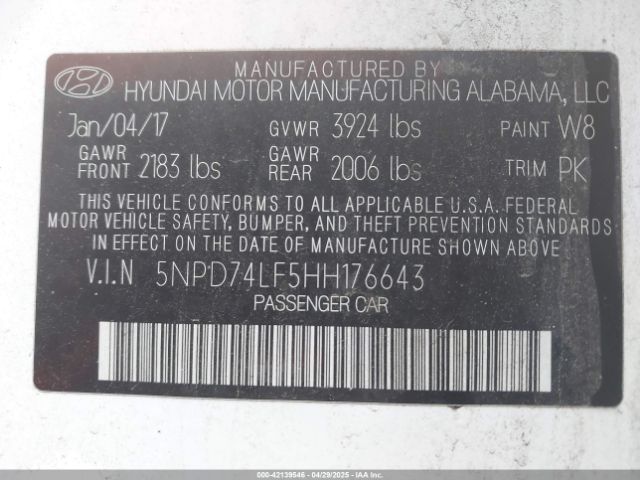 MANUFACTURED BY
HYUNDAI MOTOR MANUFACTURING ALABAMA, LLC
Jan/04/17 GVWR 3924 lbs PAINT W8
GAWR FRONT 2183 lbs GAWR REAR 2006 lbs TRIM PK
THIS VEHICLE CONFORMS TO ALL APPLICABLE U.S.A. FEDERAL
MOTOR VEHICLE SAFETY, BUMPER, AND THEFT PREVENTION STANDARDS
IN EFFECT ON THE DATE OF MANUFACTURE SHOWN ABOVE.
V.I.N 5NPD74LF5HH176643
PASSENGER CAR
000-42139546 - 04/29/2025 - IAAI.COM